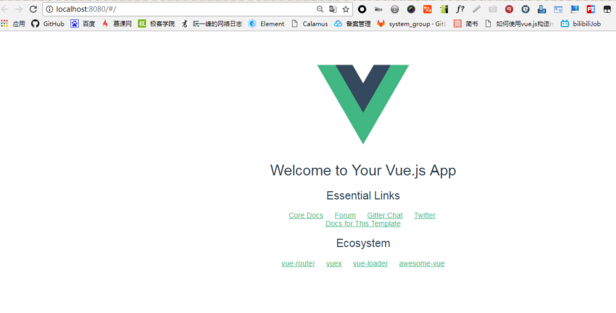 localhost:8080/#/
应用 GitHub 百度 慕课网 极客学院 阮一峰的网络日志 Element Calamus 备案管理 system_group - Git 简书 如何使用vue.js构造 bilibiliJob
Welcome to Your Vue.js App
Essential Links
Core Docs Forum Gitter Chat Twitter
Docs for This Template
Ecosystem
vue-router vuex vue-loader awesome-vue